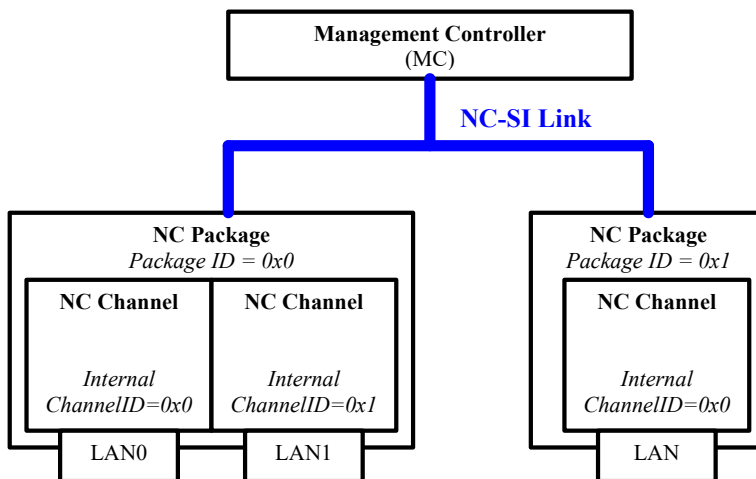 Management Controller
(MC)
NC-SI Link
NC Package
Package ID = 0x0
NC Channel
Internal
ChannelID=0x0
LAN0
NC Channel
Internal
ChannelID=0x1
LAN1
NC Package
Package ID = 0x1
NC Channel
Internal
ChannelID=0x0
LAN